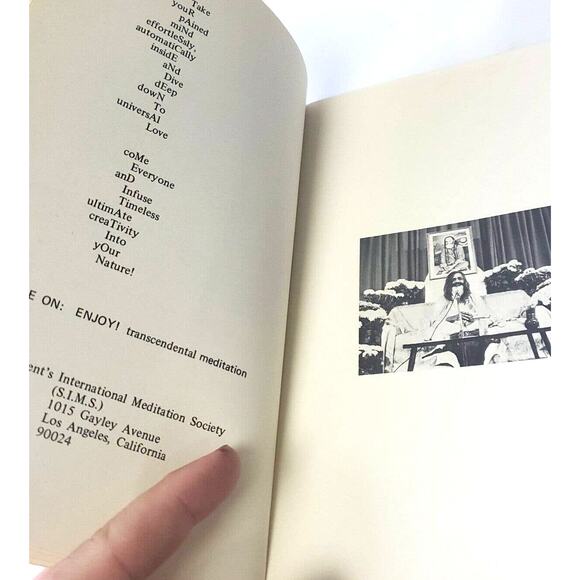 Take
youR
pAined
miNd
effortleSsly,
automatiCally
insidE
aNd
Dive
dEep
dowN
To
universAl
Love
coMe
Everyone
anD
Infuse
Timeless
ultimAte
creaTivity
Into
yOur
Nature!
E ON: ENJOY! transcendental meditation
ent's International Meditation Society
(S.I.M.S.)
1015 Gayley Avenue
Los Angeles, California
90024